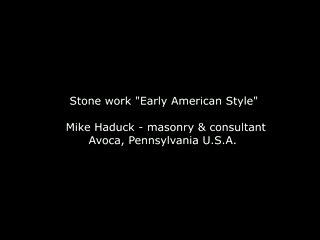 Stone work "Early American Style"
Mike Haduck - masonry & consultant
Avoca, Pennsylvania U.S.A.